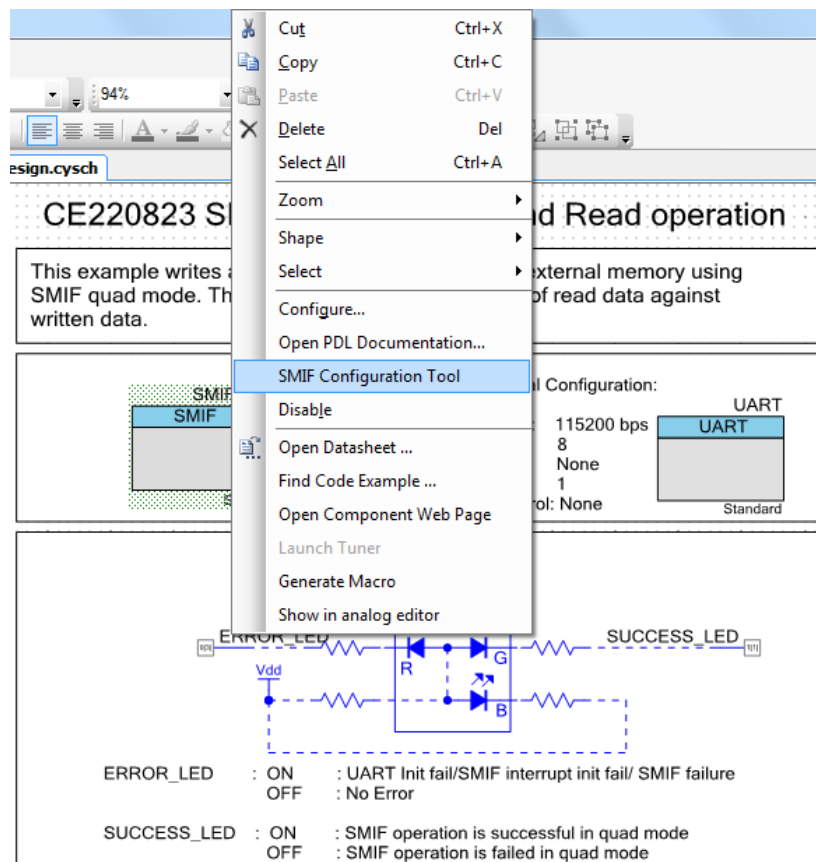 Cut Ctrl+X
Copy Ctrl+C
94%
Paste Ctrl+V
Delete Del
esign.cysch
Select All Ctrl+A
Zoom
CE220823 S
d Read operation
Shape
This example writes
external memory using
Select
SMIF quad mode. Th
of read data against
written data.
Configure...
Open PDL Documentation...
SMIF Configuration Tool
l Configuration:
SMIF
Disable
UART
SMIF
: 115200 bps
UART
Open Datasheet ...
8
Find Code Example ...
None
1
Open Component Web Page
rol: None
Standard
Launch Tuner
Generate Macro
Show in analog editor
ERROR_LED
SUCCESS_LED
R
G
Vdd
B
ERROR_LED : ON : UART Init fail/SMIF interrupt init fail/ SMIF failure
OFF : No Error
SUCCESS_LED : ON : SMIF operation is successful in quad mode
OFF : SMIF operation is failed in quad mode